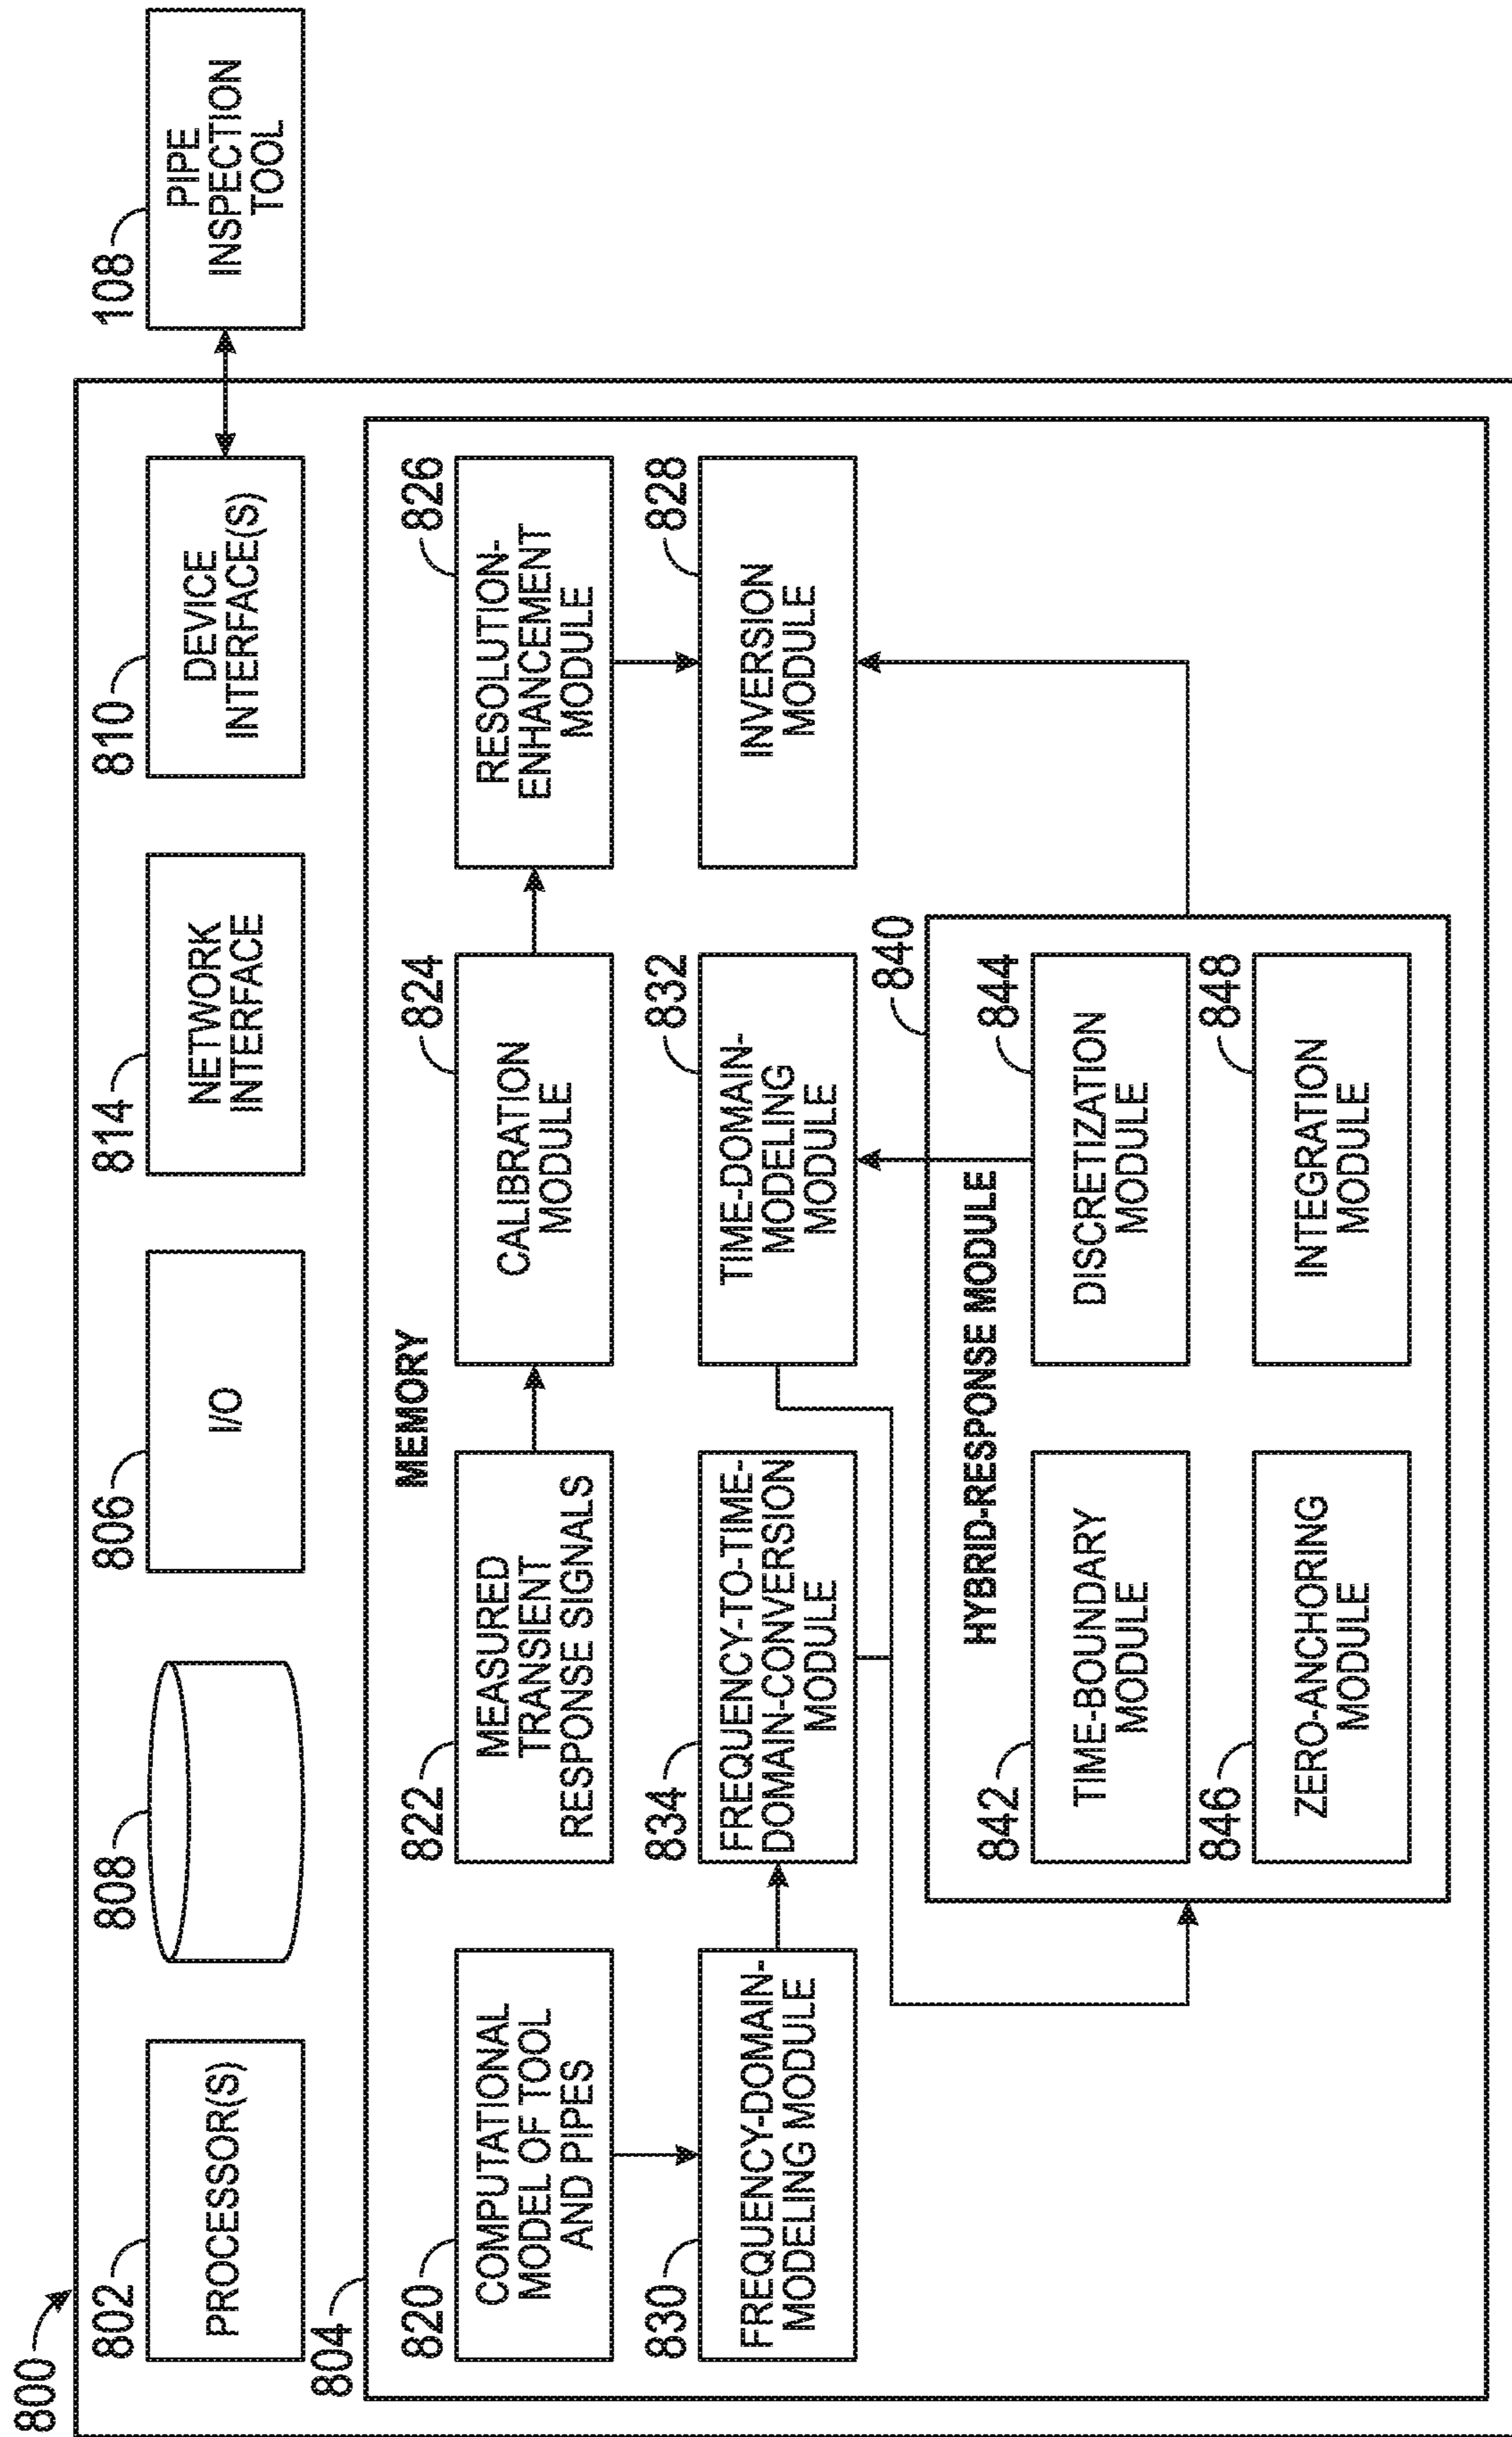 800
802
PROCESSOR(S)
808
806
I/O
814
NETWORK
INTERFACE
810
DEVICE
INTERFACE(S)
108
PIPE
INSPECTION
TOOL
804
MEMORY
820
COMPUTATIONAL
MODEL OF TOOL
AND PIPES
822
MEASURED
TRANSIENT
RESPONSE SIGNALS
824
CALIBRATION
MODULE
826
RESOLUTION-
ENHANCEMENT
MODULE
830
FREQUENCY-DOMAIN-
MODELING MODULE
834
FREQUENCY-TO-TIME-
DOMAIN-CONVERSION
MODULE
832
TIME-DOMAIN-
MODELING
MODULE
828
INVERSION
MODULE
840
HYBRID-RESPONSE MODULE
842
TIME-BOUNDARY
MODULE
844
DISCRETIZATION
MODULE
846
ZERO-ANCHORING
MODULE
848
INTEGRATION
MODULE